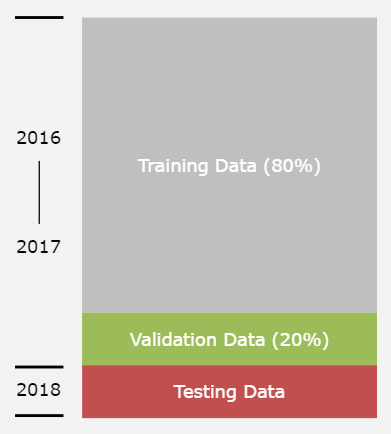 2016
Training Data (80%)
2017
Validation Data (20%)
2018
Testing Data